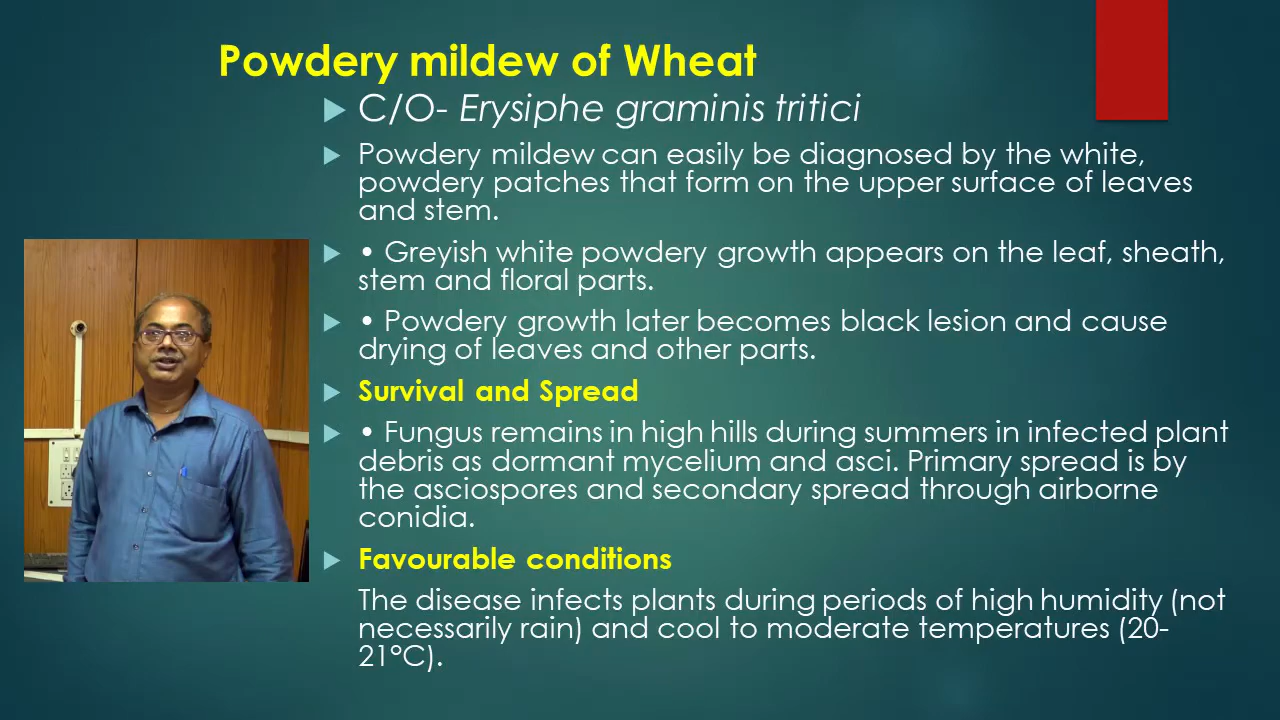 Powdery mildew of Wheat
C/O- Erysiphe graminis tritici
Powdery mildew can easily be diagnosed by the white,
powdery patches that form on the upper surface of leaves
and stem.
• Greyish white powdery growth appears on the leaf, sheath,
stem and floral parts.
• Powdery growth later becomes black lesion and cause
drying of leaves and other parts.
Survival and Spread
• Fungus remains in high hills during summers in infected plant
debris as dormant mycelium and asci. Primary spread is by
the asciospores and secondary spread through airborne
conidia.
Favourable conditions
The disease infects plants during periods of high humidity (not
necessarily rain) and cool to moderate temperatures (20-
21°C).